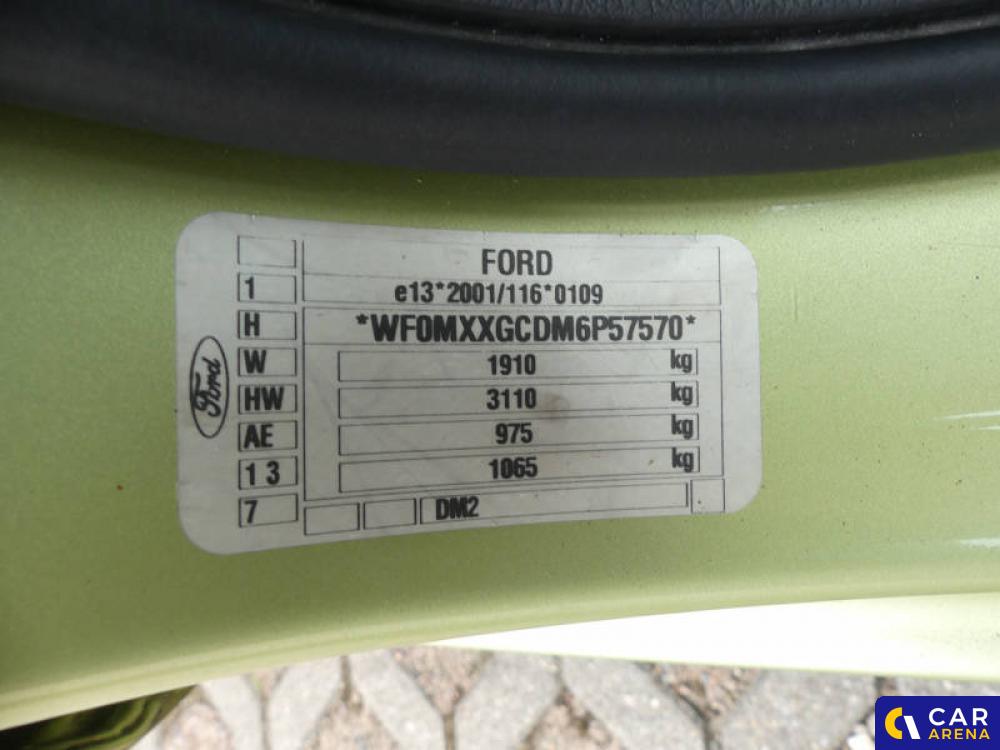 FORD
1 e13*2001/116*0109
H *WF0MXXGCDM6P57570*
W 1910 kg
HW 3110 kg
AE 975 kg
1 3 1065 kg
7 DM2
Ford
CAR
ARENA